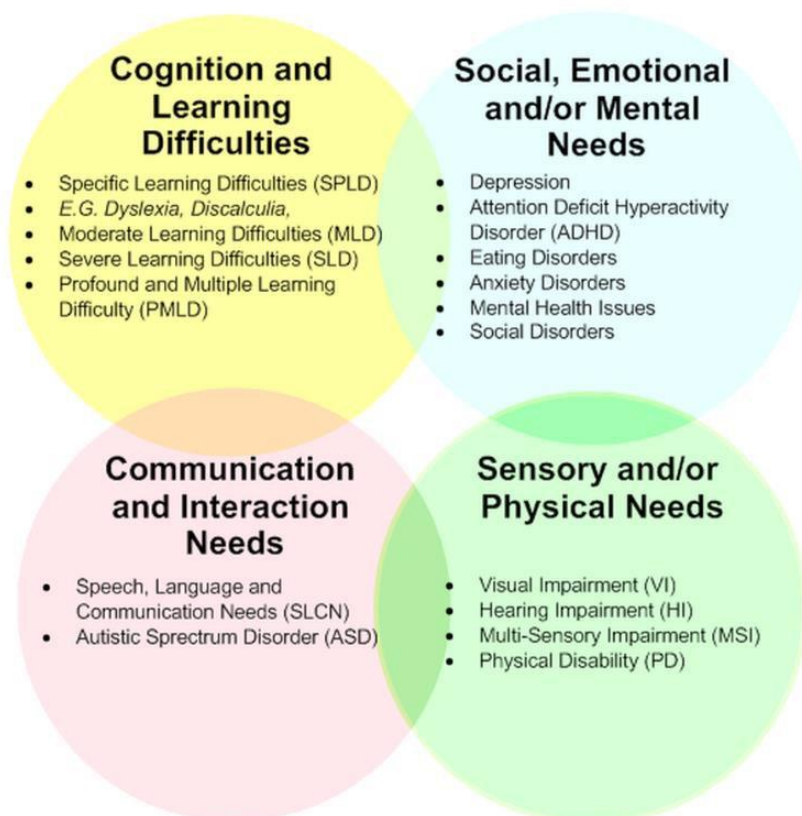 Cognition and
Learning
Difficulties
• Specific Learning Difficulties (SPLD)
• E.G. Dyslexia, Discalculia,
• Moderate Learning Difficulties (MLD)
• Severe Learning Difficulties (SLD)
• Profound and Multiple Learning
Difficulty (PMLD)
Social, Emotional
and/or Mental
Needs
• Depression
• Attention Deficit Hyperactivity
Disorder (ADHD)
• Eating Disorders
• Anxiety Disorders
• Mental Health Issues
• Social Disorders
Communication
and Interaction
Needs
• Speech, Language and
Communication Needs (SLCN)
• Autistic Sprectrum Disorder (ASD)
Sensory and/or
Physical Needs
• Visual Impairment (VI)
• Hearing Impairment (HI)
• Multi-Sensory Impairment (MSI)
• Physical Disability (PD)